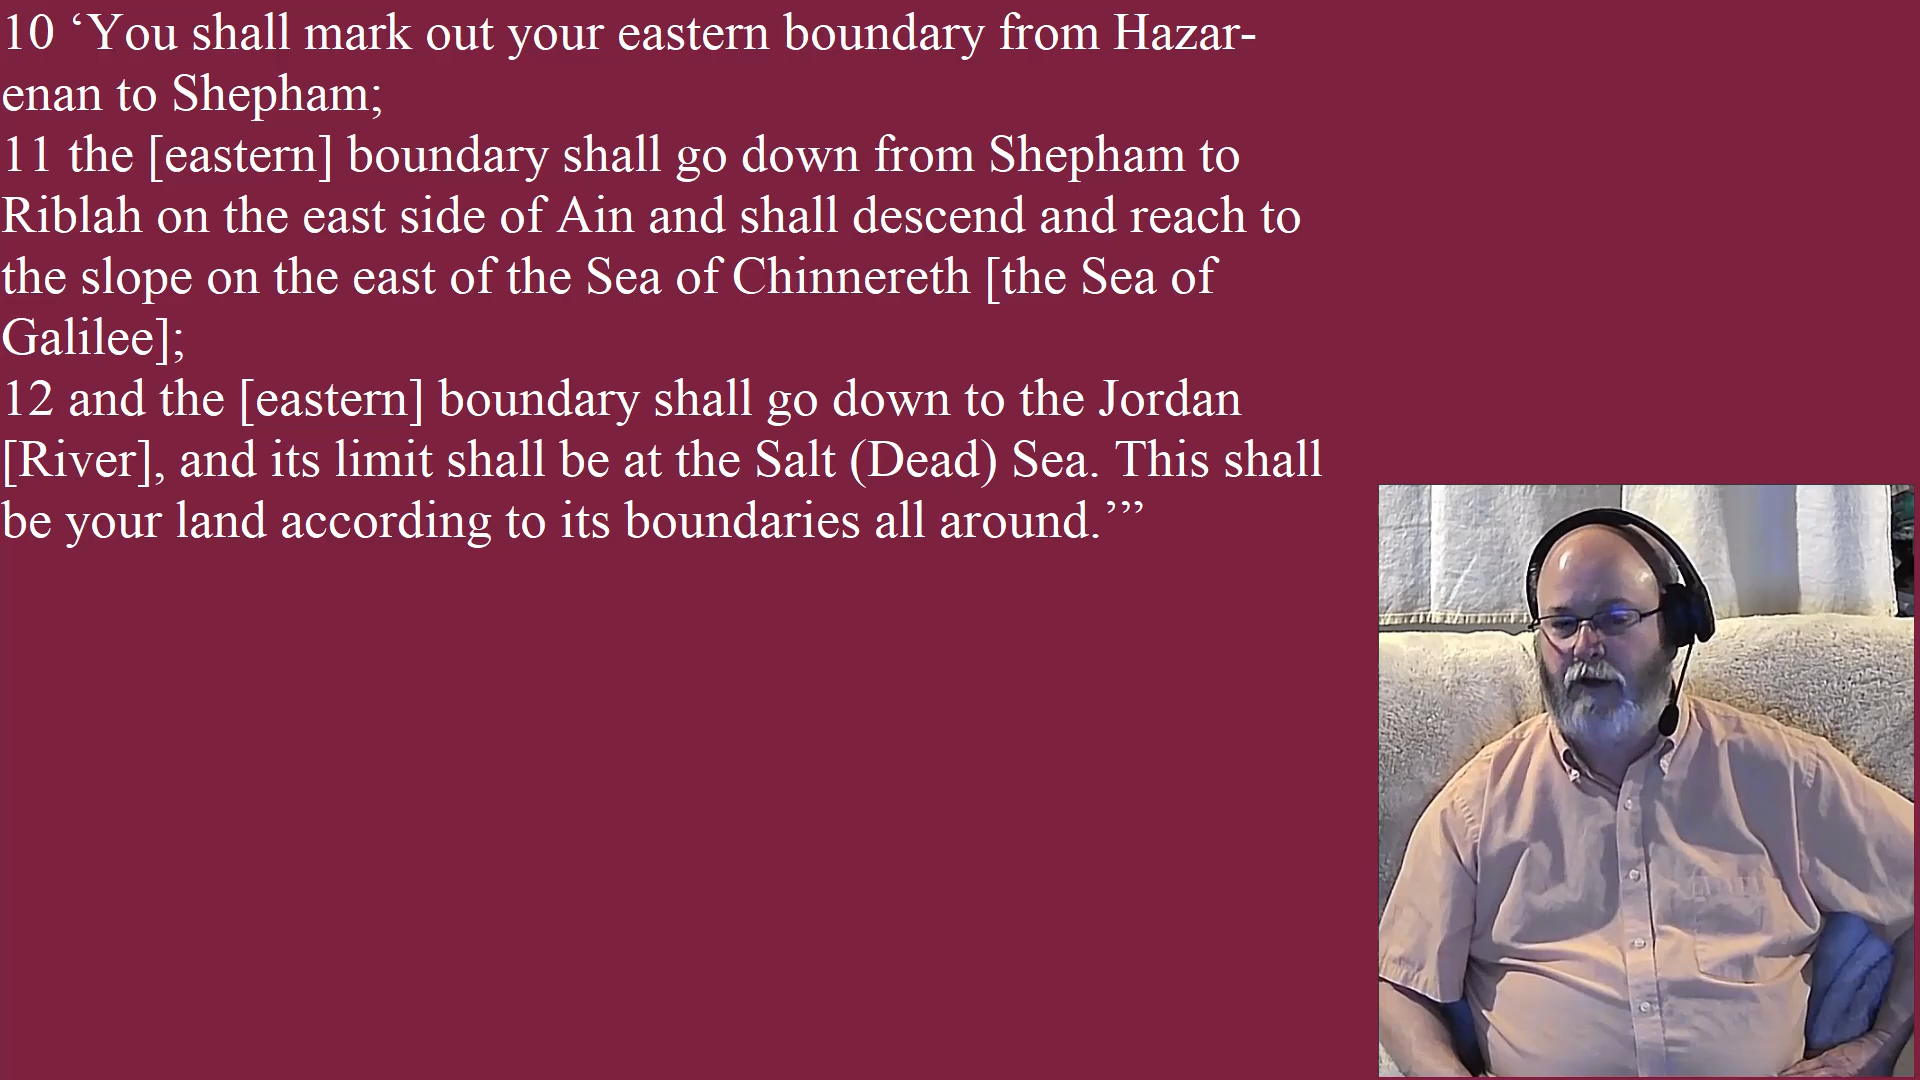 10 ‘You shall mark out your eastern boundary from Hazar-
enan to Shepham;
11 the [eastern] boundary shall go down from Shepham to
Riblah on the east side of Ain and shall descend and reach to
the slope on the east of the Sea of Chinnereth [the Sea of
Galilee];
12 and the [eastern] boundary shall go down to the Jordan
[River], and its limit shall be at the Salt (Dead) Sea. This shall
be your land according to its boundaries all around.’”